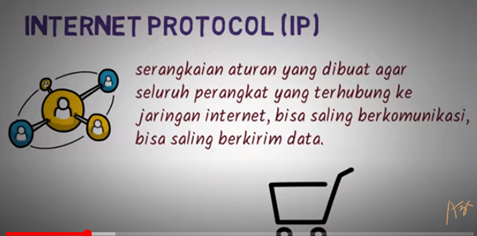 INTERNET PROTOCOL (IP)
serangkaian aturan yang dibuat agar
seluruh perangkat yang terhubung ke
jaringan internet, bisa saling berkomunikasi,
bisa saling berkirim data.